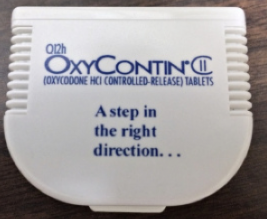 Q12h
OXYCONTIN® CII
(OXYCODONE HCl CONTROLLED-RELEASE) TABLETS
A step in
the right
direction...